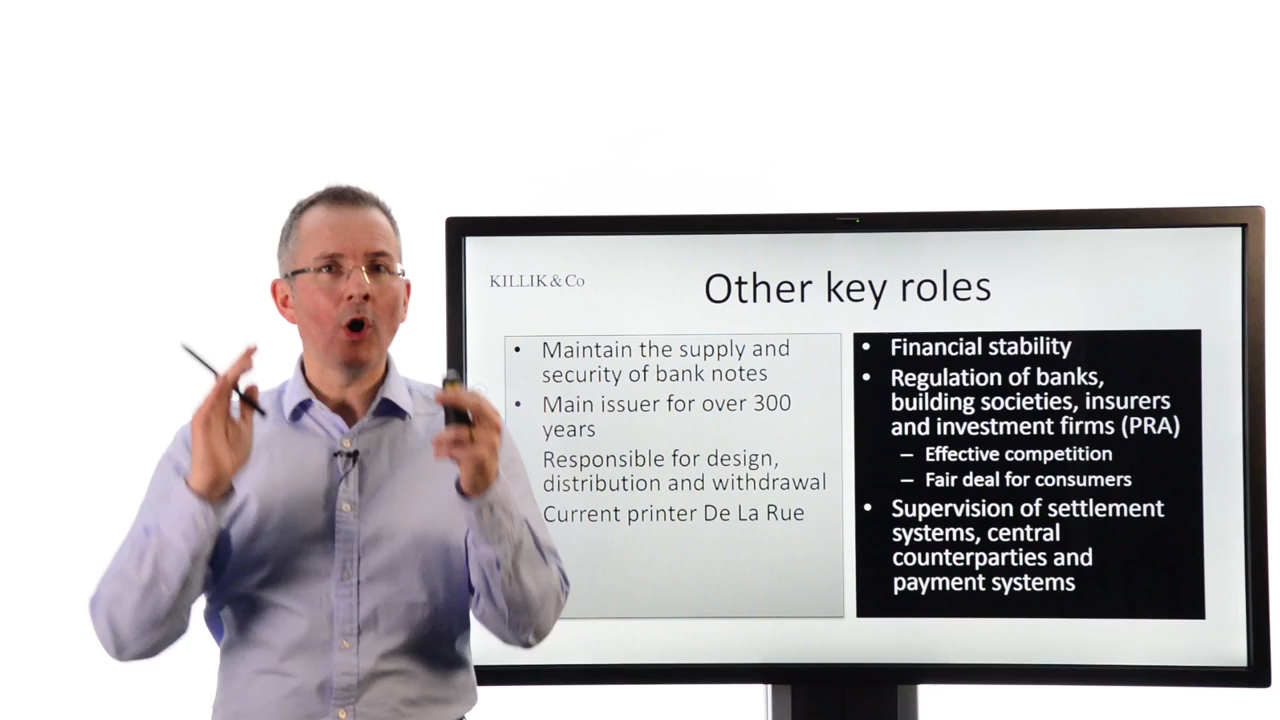 KILLIK & Co
Other key roles
• Maintain the supply and
security of bank notes
• Main issuer for over 300
years
Responsible for design,
distribution and withdrawal
Current printer De La Rue
• Financial stability
• Regulation of banks,
building societies, insurers
and investment firms (PRA)
– Effective competition
– Fair deal for consumers
• Supervision of settlement
systems, central
counterparties and
payment systems